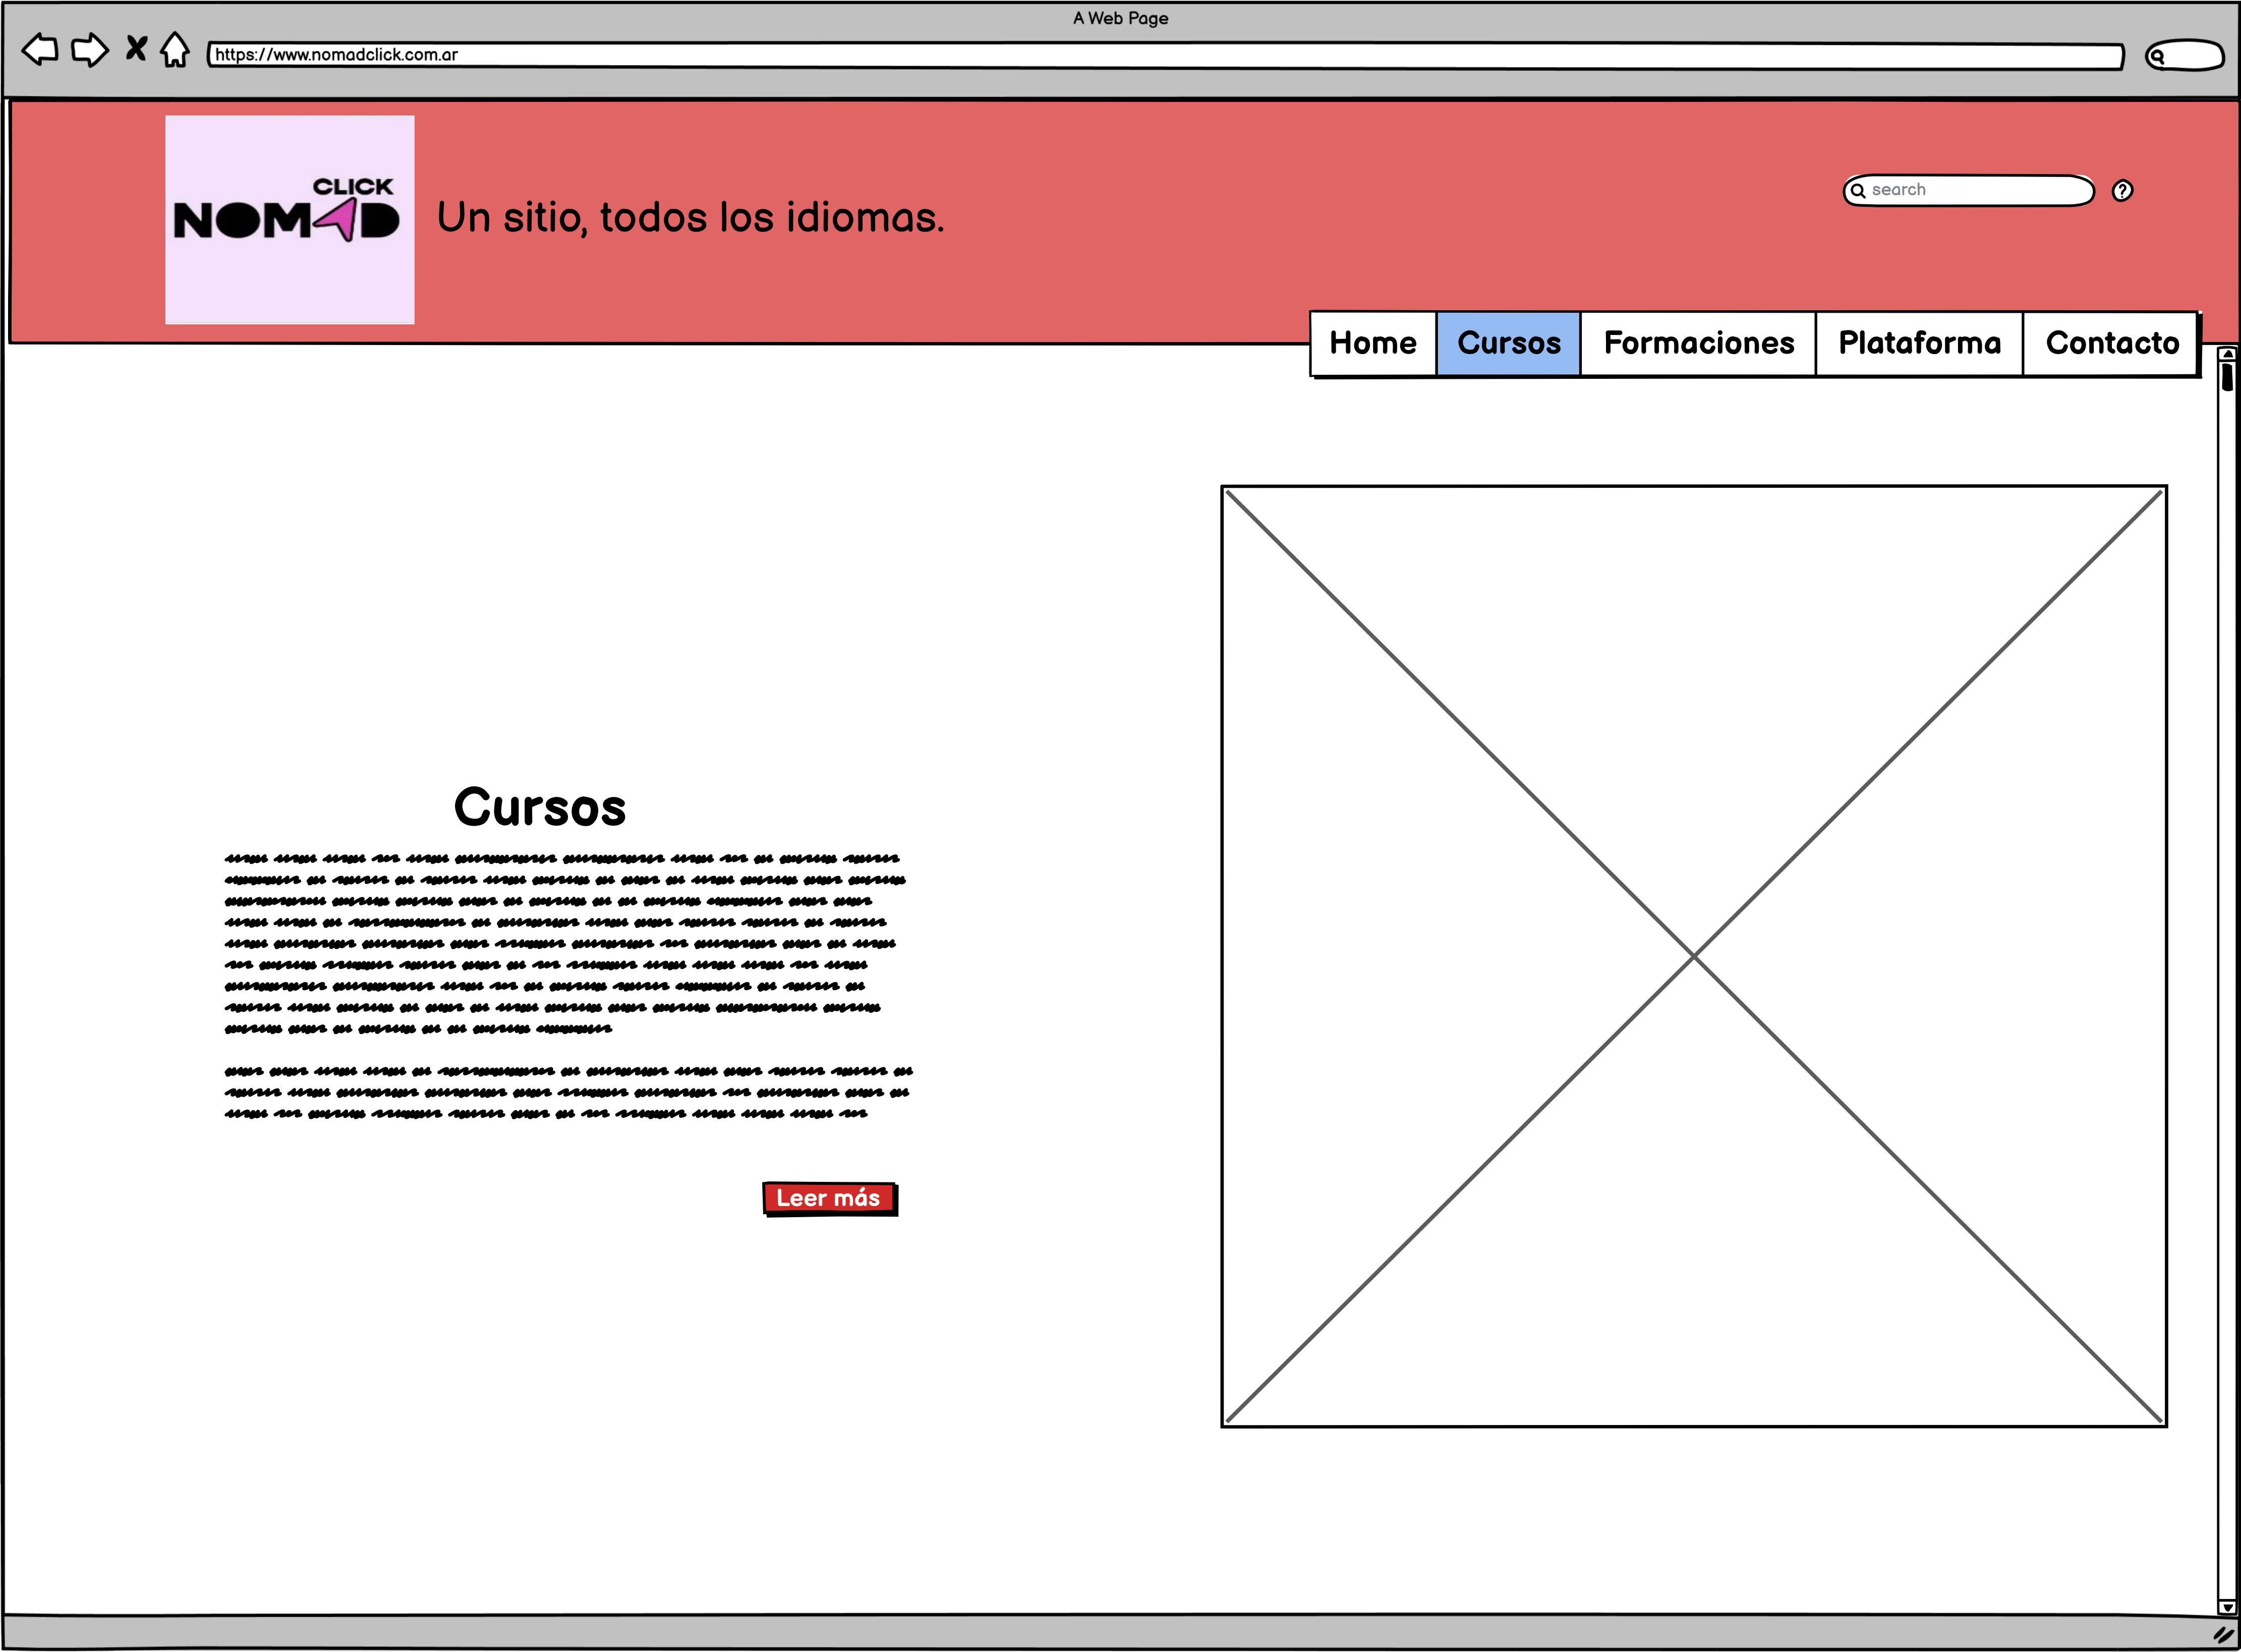 A Web Page
https://www.nomadclick.com.ar
CLICK
NOMAD
Un sitio, todos los idiomas.
search
?
Home Cursos Formaciones Plataforma Contacto
Cursos
Leer más